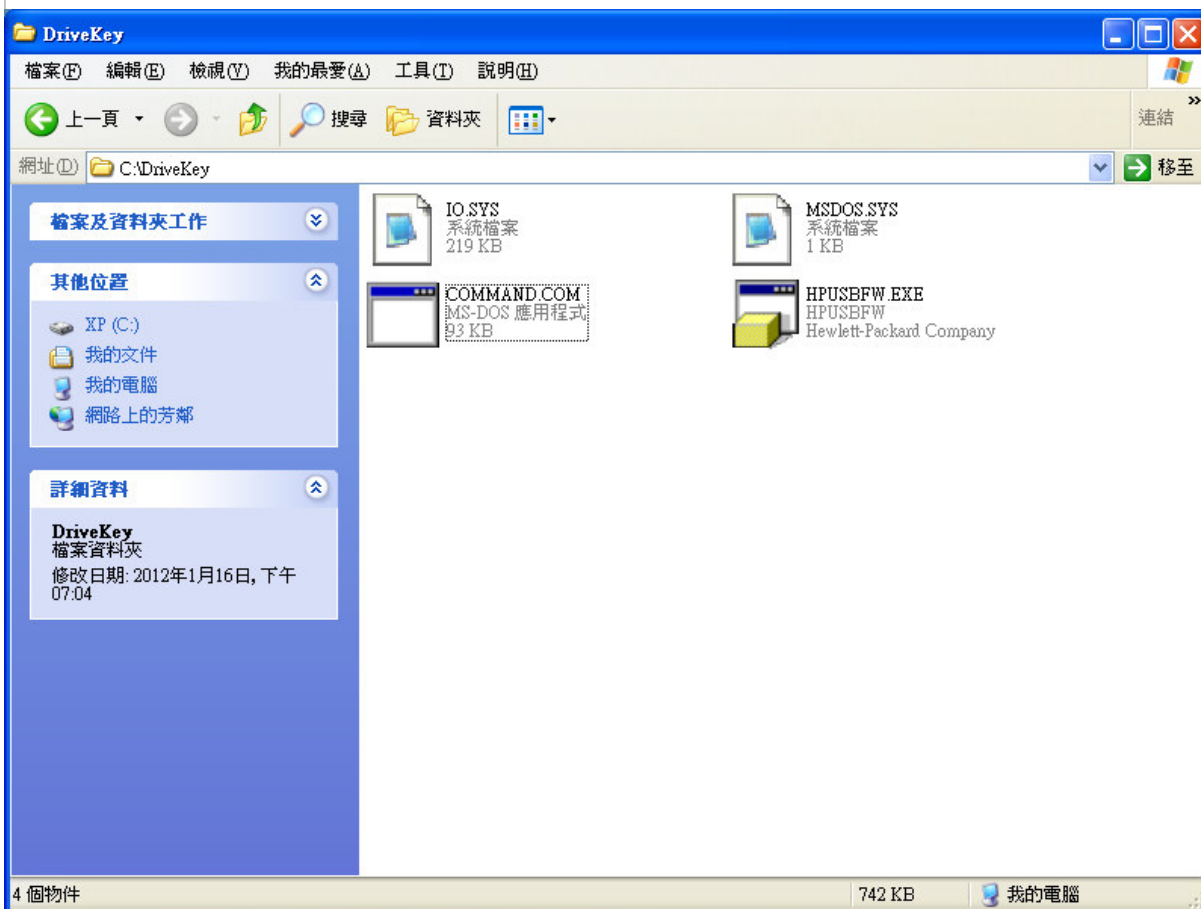 DriveKey
檔案(F) 編輯(E) 檢視(V) 我的最愛(A) 工具(T) 說明(H)
上一頁 搜尋 資料夾 連結
網址(D) C:\DriveKey 移至
檔案及資料夾工作
其他位置
XP (C:)
我的文件
我的電腦
網路上的芳鄰
詳細資料
DriveKey
檔案資料夾
修改日期: 2012年1月16日, 下午
07:04
IO.SYS
系統檔案
219 KB
MSDOS.SYS
系統檔案
1 KB
COMMAND.COM
MS-DOS 應用程式
93 KB
HPUSBFW.EXE
HPUSBFW
Hewlett-Packard Company
4 個物件 742 KB 我的電腦